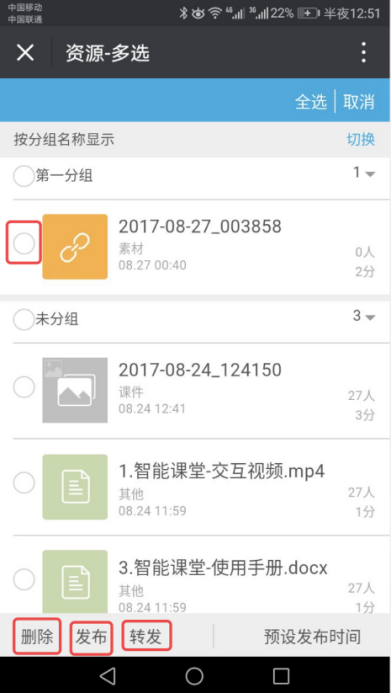 中国移动
中国联通
46 36 22% 半夜12:51
资源-多选
全选 | 取消
按分组名称显示 切换
第一分组 1
2017-08-27_003858
素材
08.27 00:40
0人
2分
未分组 3
2017-08-24_124150
课件
08.24 12:41
27人
3分
1.智能课堂-交互视频.mp4
其他
08.24 11:59
27人
1分
3.智能课堂-使用手册.docx
其他
08.24 11:59
27人
1分
删除 发布 转发 预设发布时间